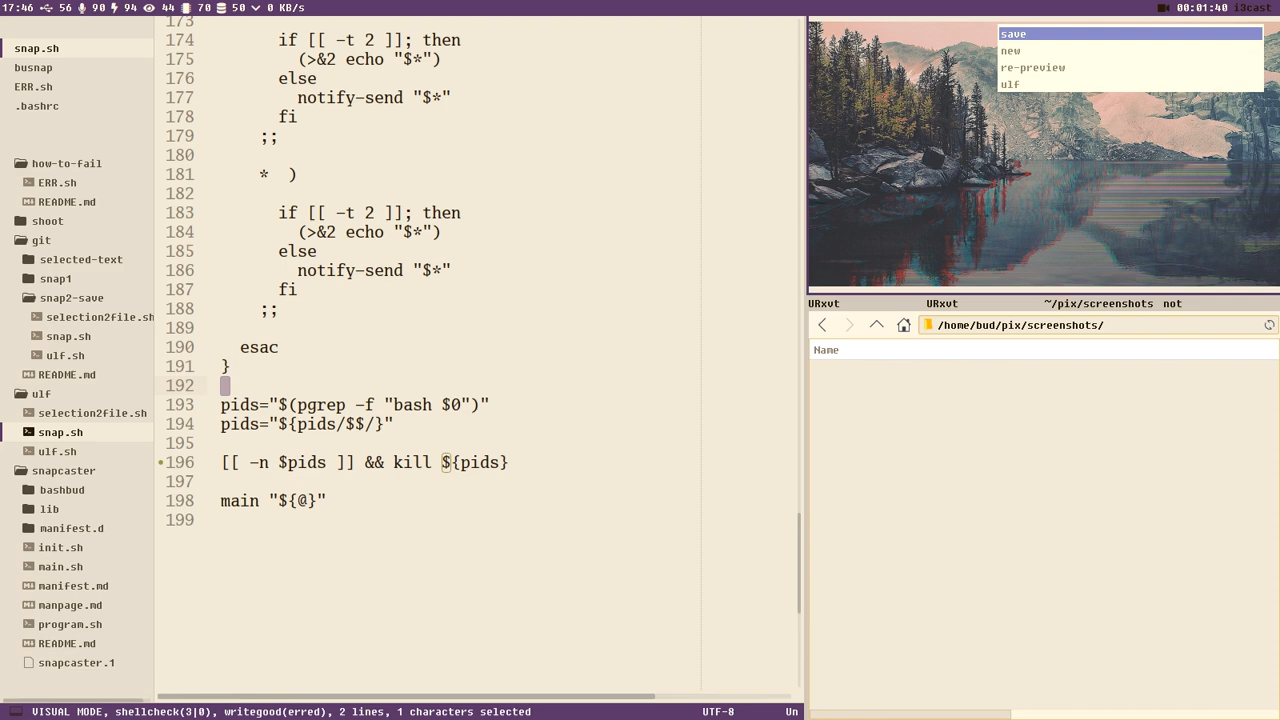 17:46 56 90 94 44 70 50 0 KB/s 00:01:40 i3cast
snap.sh
busnap
ERR.sh
.bashrc
how-to-fail
ERR.sh
README.md
shoot
git
selected-text
snap1
snap2-save
selection2file.sh
snap.sh
ulf.sh
README.md
ulf
selection2file.sh
snap.sh
ulf.sh
snapcaster
bashbud
lib
manifest.d
init.sh
main.sh
manifest.md
manpage.md
program.sh
README.md
snapcaster.1
173
174 if [[ -t 2 ]]; then
175 (>&2 echo "$*")
176 else
177 notify-send "$*"
178 fi
179 ;;
180
181 * )
182
183 if [[ -t 2 ]]; then
184 (>&2 echo "$*")
185 else
186 notify-send "$*"
187 fi
188 ;;
189
190 esac
191 }
192
193 pids="$(pgrep -f "bash $0")"
194 pids="${pids/$$/}"
195
196 [[ -n $pids ]] && kill ${pids}
197
198 main "${@}"
199
VISUAL MODE, shellcheck(3|0), writegood(erred), 2 lines, 1 characters selected UTF-8 Un
save
new
re-preview
ulf
URxvt URxvt ~/pix/screenshots not
/home/bud/pix/screenshots/
Name